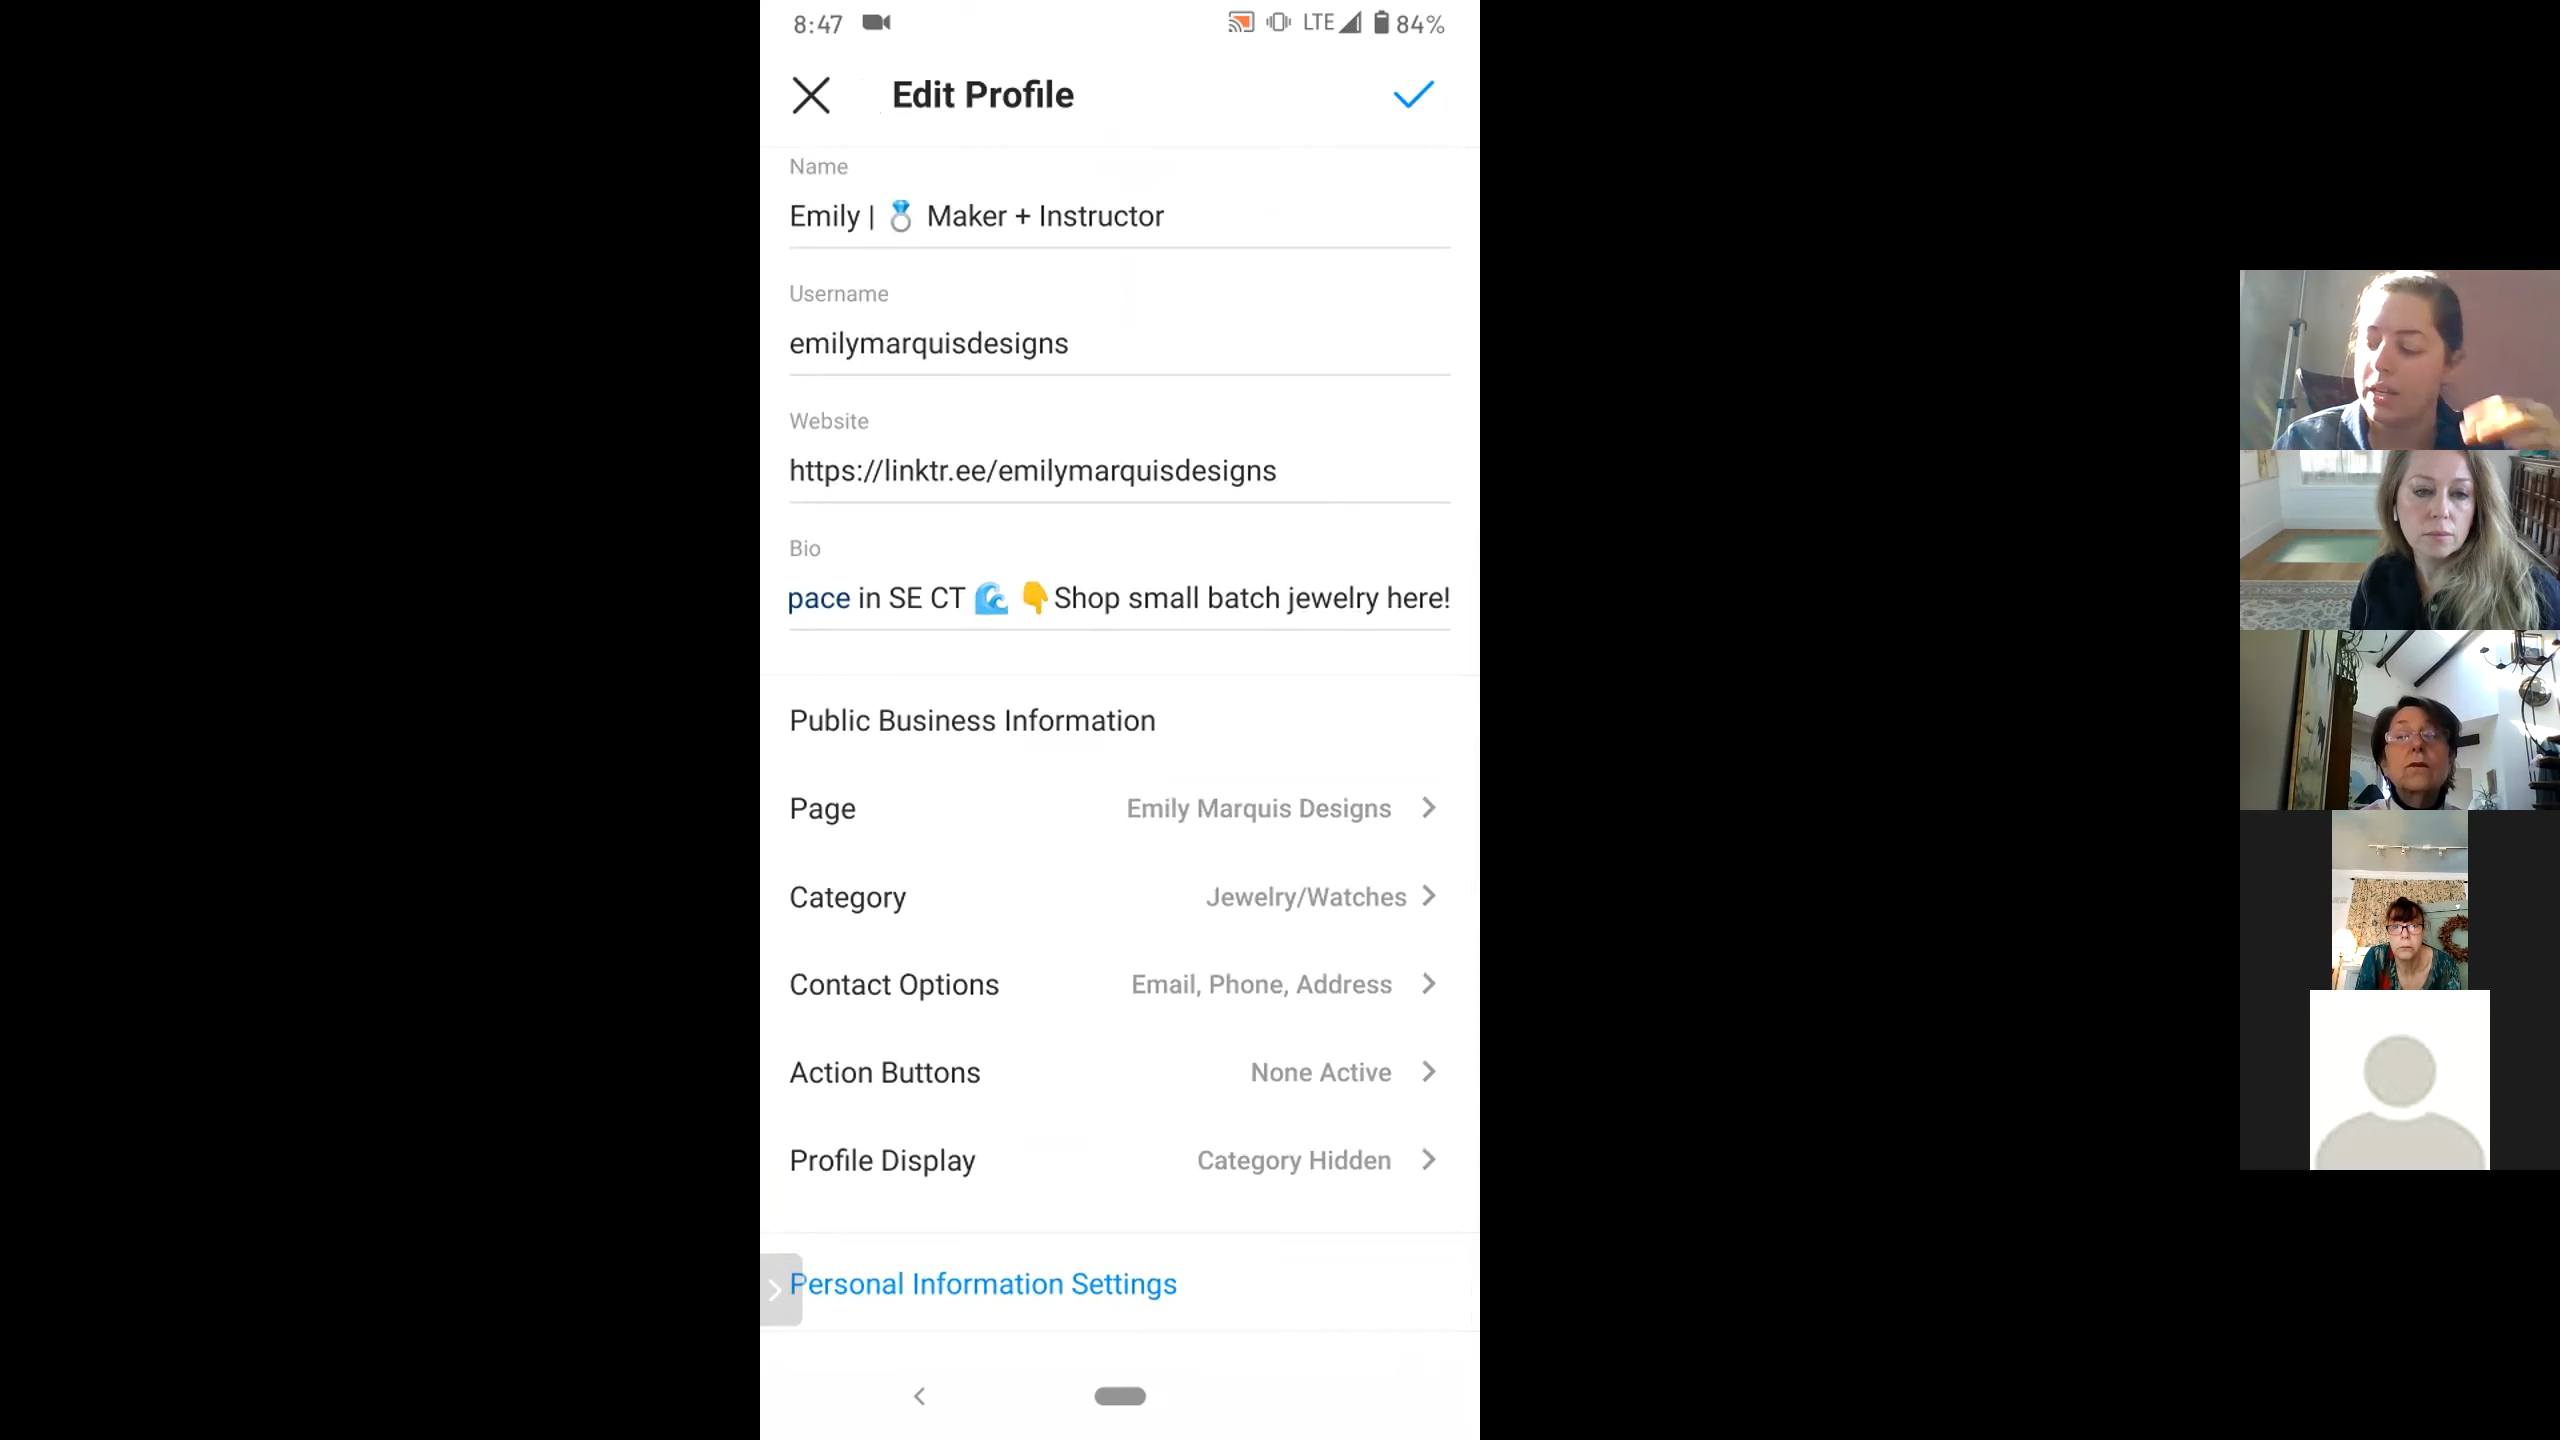 8:47 LTE 84%
Edit Profile
Name
Emily | 💍 Maker + Instructor
Username
emilymarquisdesigns
Website
https://linktr.ee/emilymarquisdesigns
Bio
pace in SE CT 🌊 👇Shop small batch jewelry here!
Public Business Information
Page Emily Marquis Designs
Category Jewelry/Watches
Contact Options Email, Phone, Address
Action Buttons None Active
Profile Display Category Hidden
Personal Information Settings